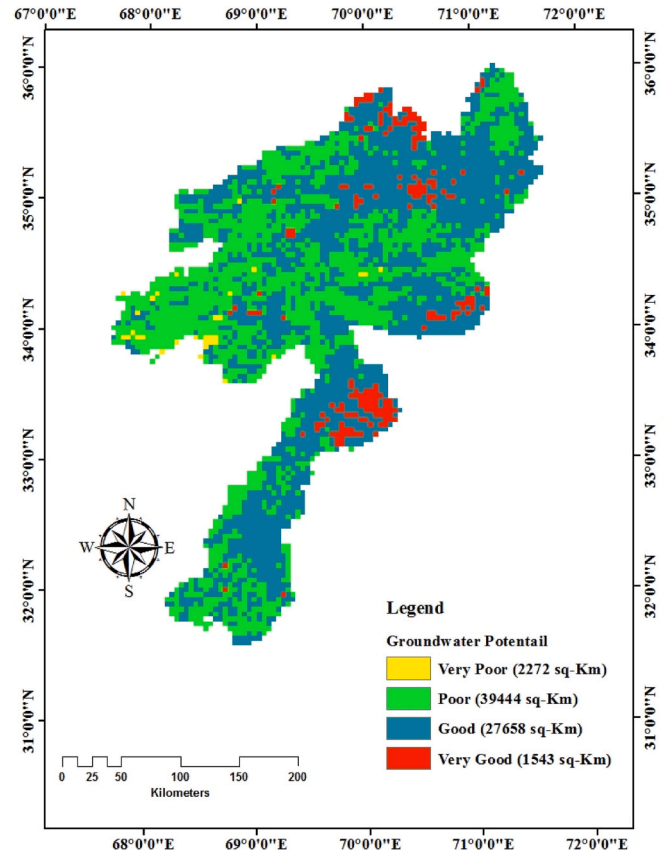 67°0'0"E 68°0'0"E 69°0'0"E 70°0'0"E 71°0'0"E 72°0'0"E
36°0'0"N 36°0'0"N
35°0'0"N 35°0'0"N
34°0'0"N 34°0'0"N
33°0'0"N 33°0'0"N
32°0'0"N 32°0'0"N
31°0'0"N 31°0'0"N
N
W E
S
Legend
Groundwater Potentail
Very Poor (2272 sq-Km)
Poor (39444 sq-Km)
Good (27658 sq-Km)
Very Good (1543 sq-Km)
0 25 50 100 150 200
Kilometers
68°0'0"E 69°0'0"E 70°0'0"E 71°0'0"E 72°0'0"E